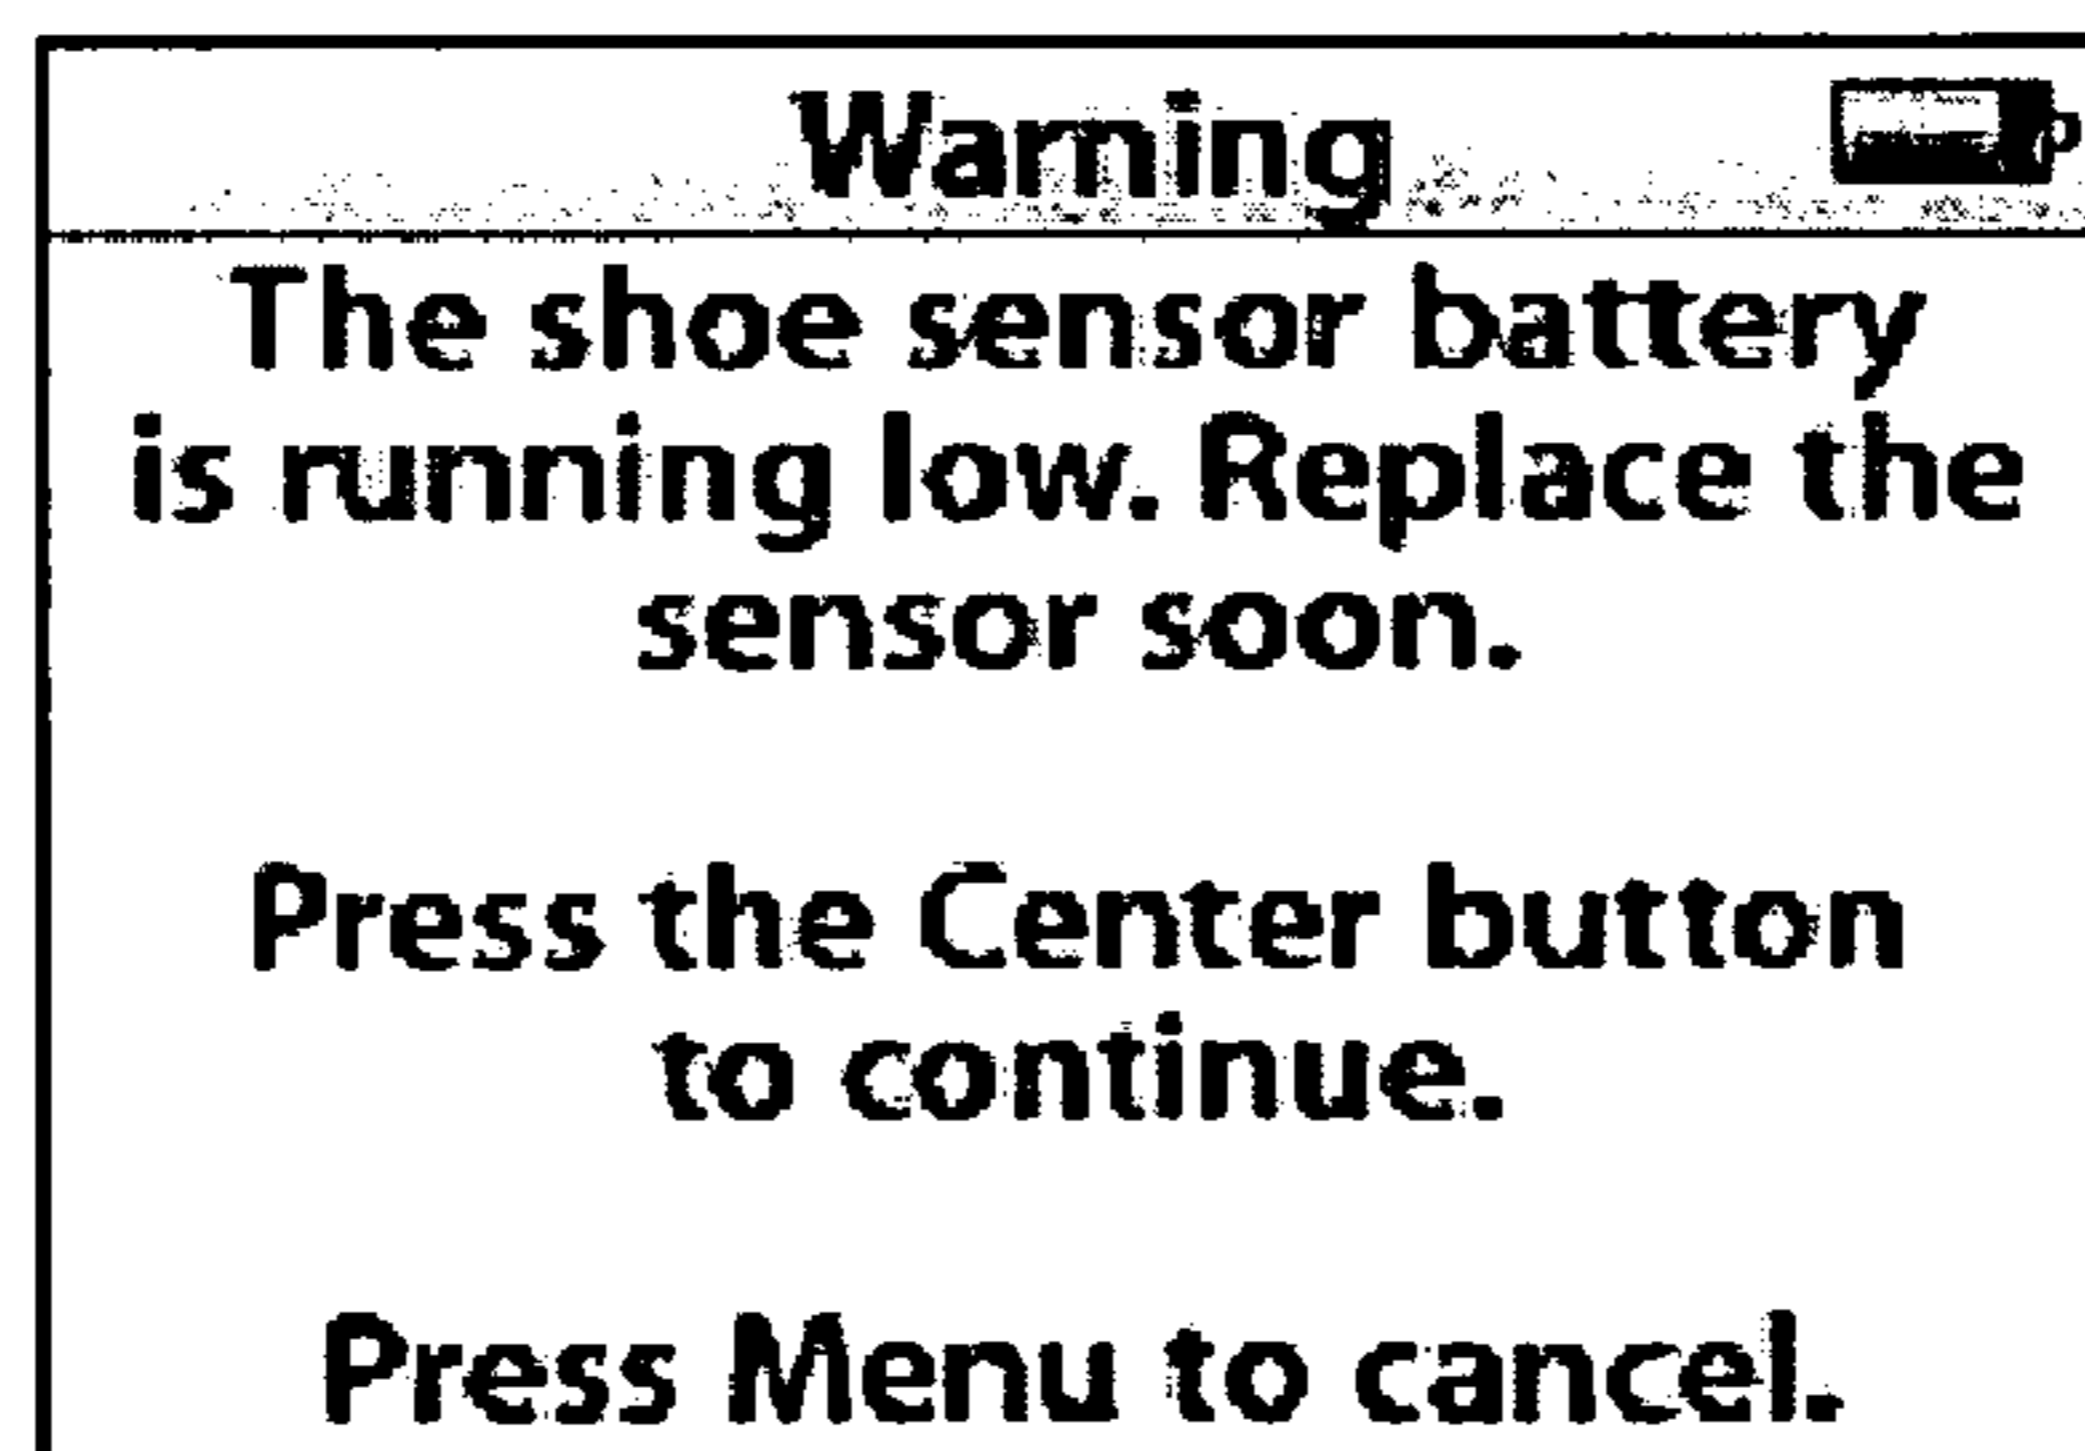 Warning
The shoe sensor battery
is running low. Replace the
sensor soon.
Press the Center button
to continue.
Press Menu to cancel.